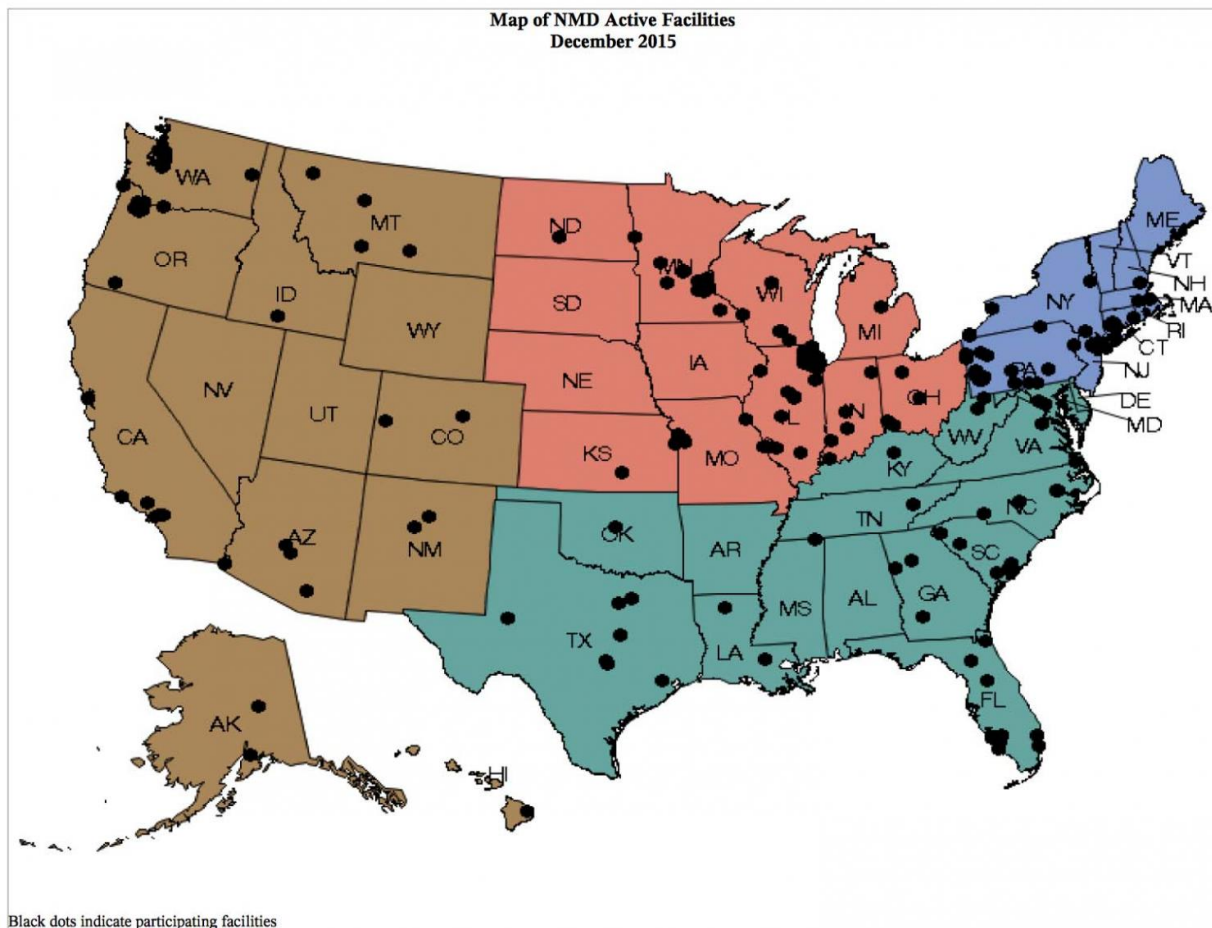 Map of NMD Active Facilities
December 2015
WA
MT
ND
MN
ME
OR
ID
WY
SD
WI
MI
NY
VT
NH
MA
RI
CT
NJ
DE
MD
NV
UT
CO
NE
IA
IL
IN
OH
PA
CA
KS
MO
KY
WV
VA
AZ
NM
OK
AR
TN
NC
SC
TX
LA
MS
AL
GA
FL
AK
HI
Black dots indicate participating facilities